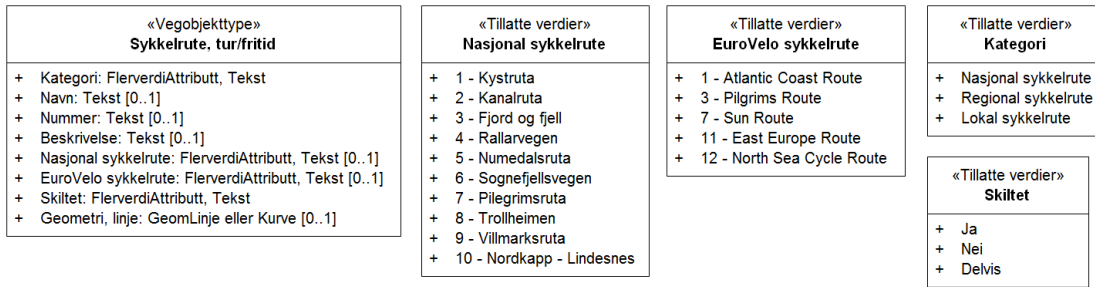 «Vegobjekttype»
Sykkelrute, tur/fritid
+ Kategori: FlerverdiAttributt, Tekst
+ Navn: Tekst [0..1]
+ Nummer: Tekst [0..1]
+ Beskrivelse: Tekst [0..1]
+ Nasjonal sykkelrute: FlerverdiAttributt, Tekst [0..1]
+ EuroVelo sykkelrute: FlerverdiAttributt, Tekst [0..1]
+ Skiltet: FlerverdiAttributt, Tekst
+ Geometri, linje: GeomLinje eller Kurve [0..1]
«Tillatte verdier»
Nasjonal sykkelrute
+ 1 - Kystruta
+ 2 - Kanalruta
+ 3 - Fjord og fjell
+ 4 - Rallarvegen
+ 5 - Numedalsruta
+ 6 - Sognefjellsvegen
+ 7 - Pilegrimsruta
+ 8 - Trollheimen
+ 9 - Villmarksruta
+ 10 - Nordkapp - Lindesnes
«Tillatte verdier»
EuroVelo sykkelrute
+ 1 - Atlantic Coast Route
+ 3 - Pilgrims Route
+ 7 - Sun Route
+ 11 - East Europe Route
+ 12 - North Sea Cycle Route
«Tillatte verdier»
Kategori
+ Nasjonal sykkelrute
+ Regional sykkelrute
+ Lokal sykkelrute
«Tillatte verdier»
Skiltet
+ Ja
+ Nei
+ Delvis